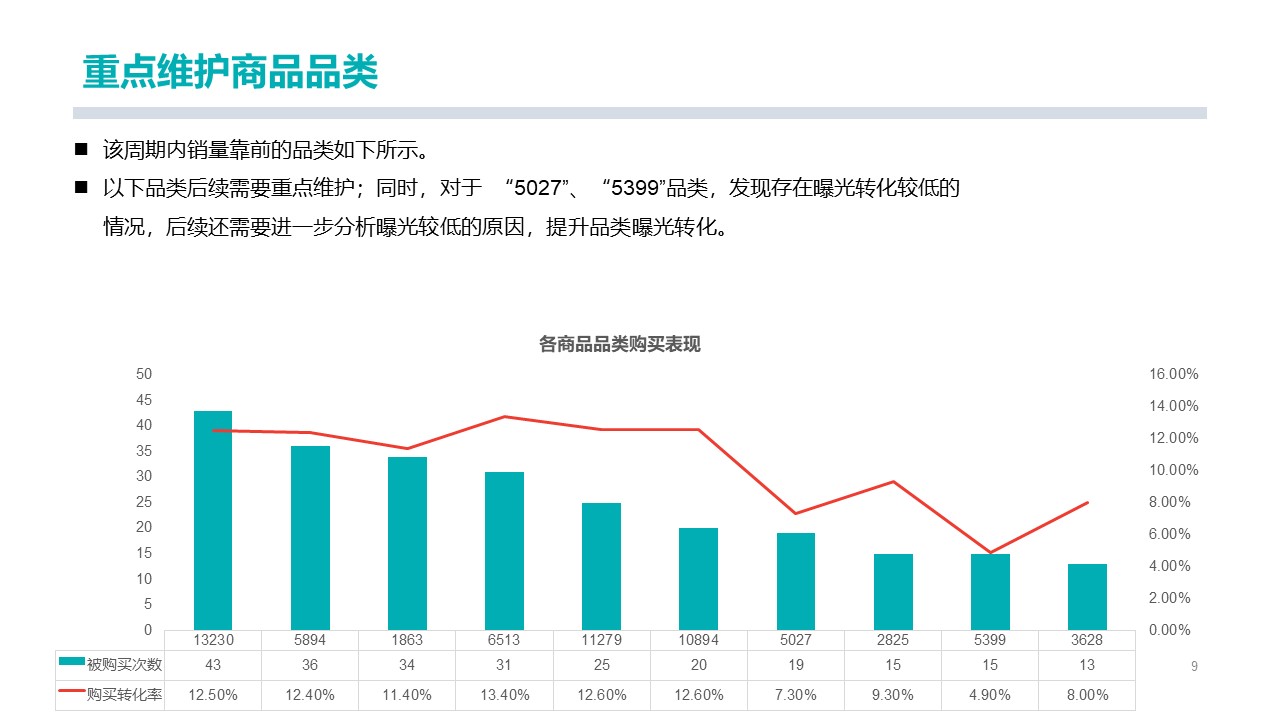 重点维护商品品类
■ 该周期内销量靠前的品类如下所示。
■ 以下品类后续需要重点维护；同时，对于 “5027”、“5399”品类，发现存在曝光转化较低的
情况，后续还需要进一步分析曝光较低的原因，提升品类曝光转化。
各商品品类购买表现
50 16.00%
45 14.00%
40 12.00%
35 10.00%
30 8.00%
25 6.00%
20 4.00%
15 2.00%
10 0.00%
5
0
13230 5894 1863 6513 11279 10894 5027 2825 5399 3628
被购买次数 43 36 34 31 25 20 19 15 15 13
购买转化率 12.50% 12.40% 11.40% 13.40% 12.60% 12.60% 7.30% 9.30% 4.90% 8.00%
9